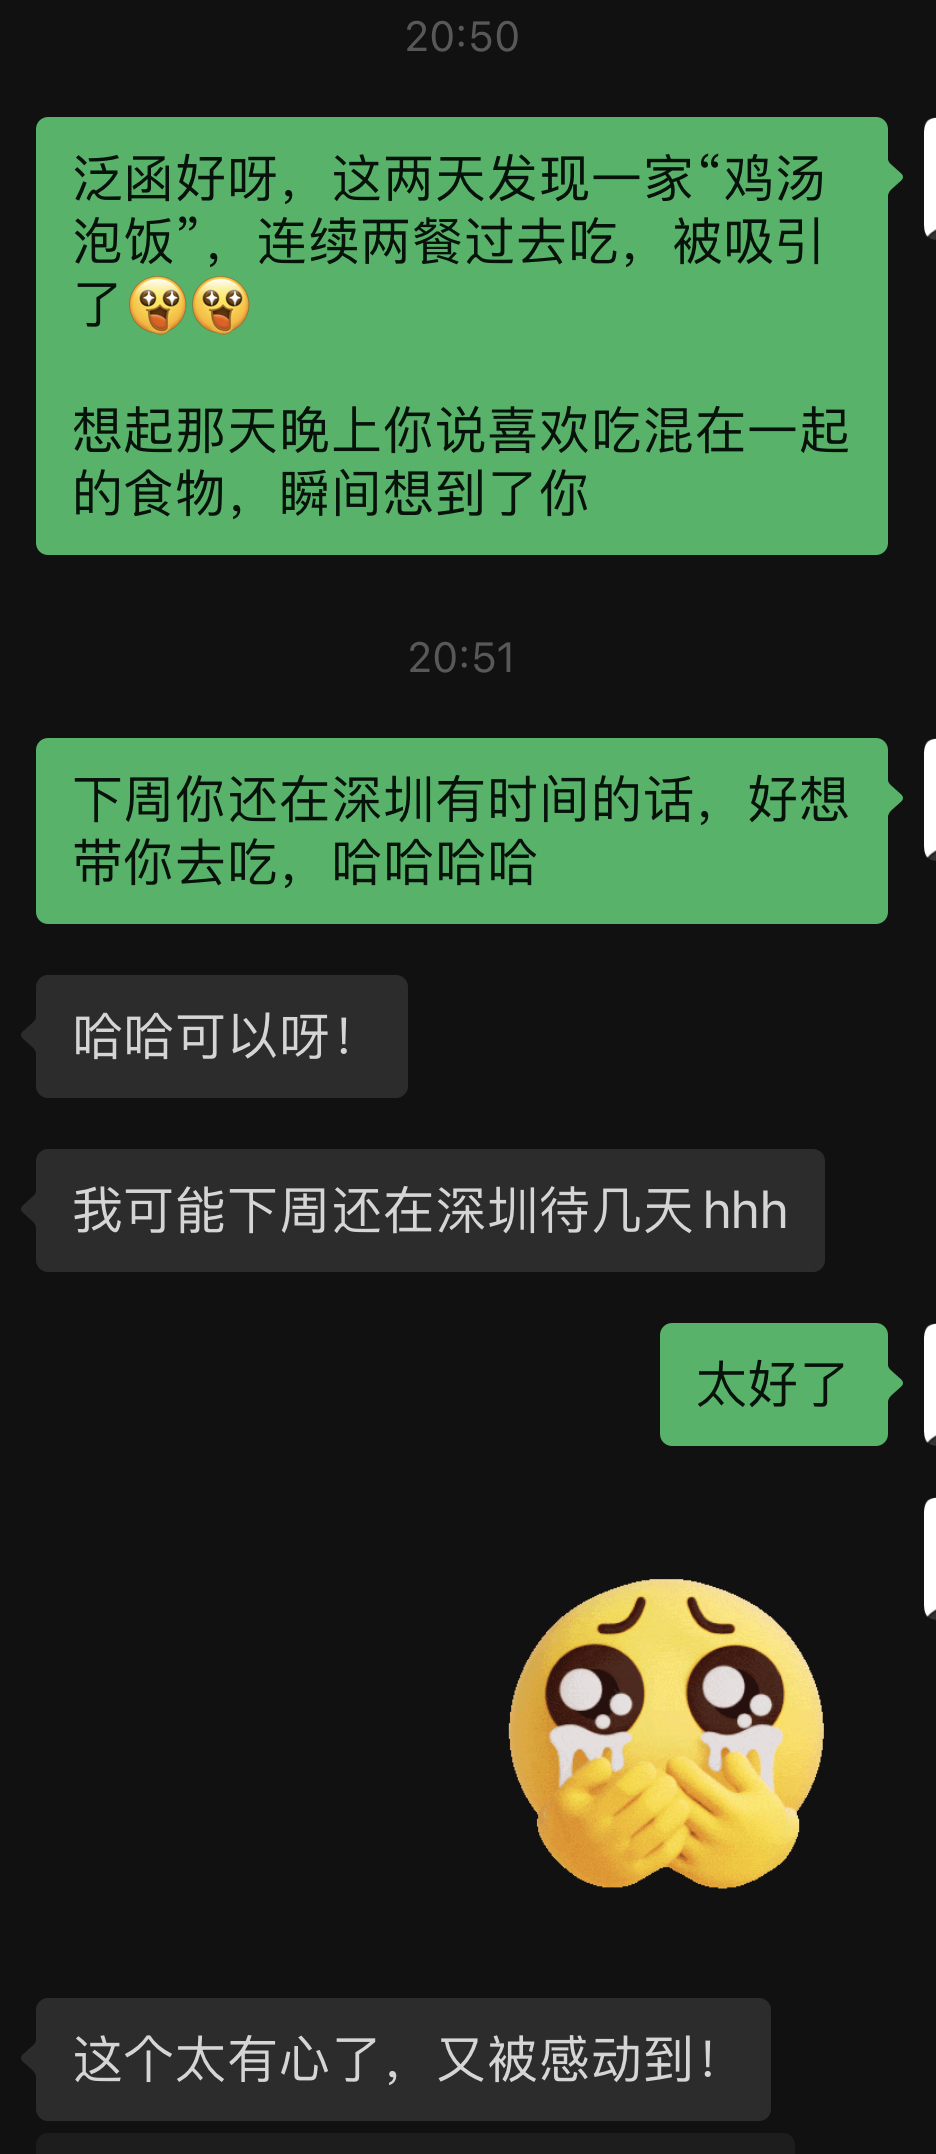 20:50
泛函好呀，这两天发现一家“鸡汤
泡饭”，连续两餐过去吃，被吸引
了🤩🤩
想起那天晚上你说喜欢吃混在一起
的食物，瞬间想到了你
20:51
下周你还在深圳有时间的话，好想
带你去吃，哈哈哈哈
哈哈可以呀！
我可能下周还在深圳待几天hhh
太好了
这个太有心了，又被感动到！